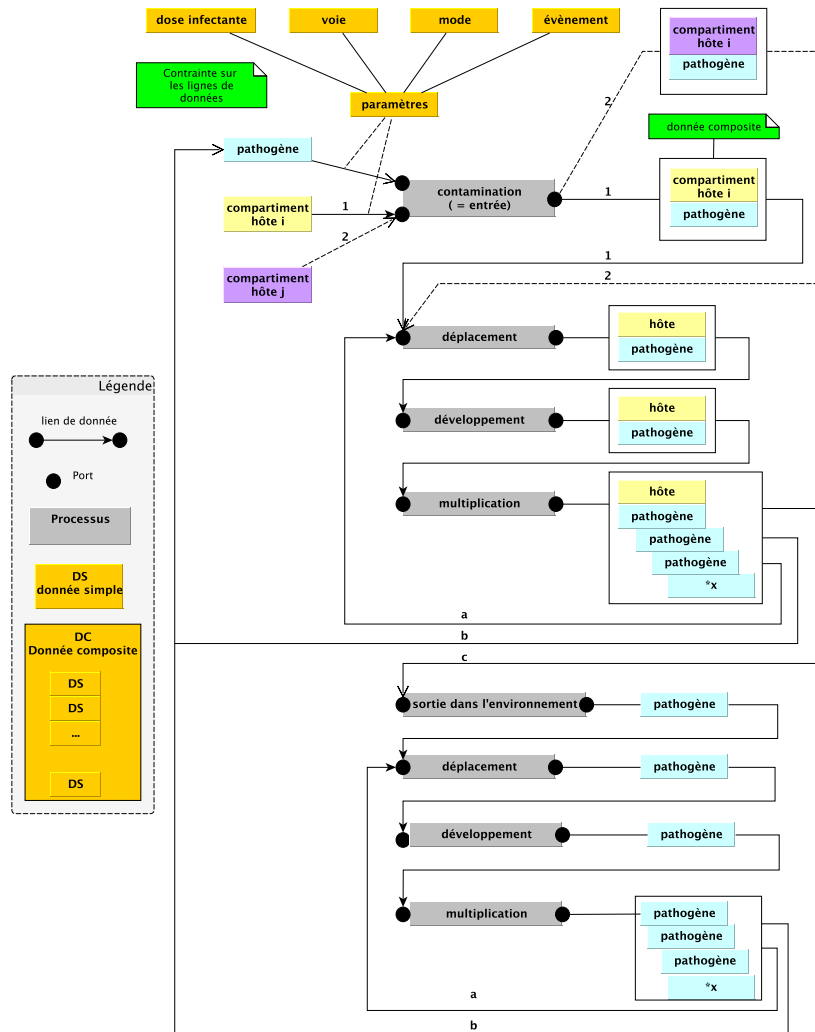 dose infectante
voie
mode
évènement
Contrainte sur
les lignes de
données
paramètres
compartiment
hôte i
pathogène
2
donnée composite
pathogène
contamination
( = entrée)
1
compartiment
hôte i
pathogène
compartiment
hôte i
1
2
compartiment
hôte j
1
2
déplacement
hôte
pathogène
développement
hôte
pathogène
multiplication
hôte
pathogène
pathogène
pathogène
*x
a
b
c
Légende
lien de donnée
Port
Processus
DS
donnée simple
DC
Donnée composite
DS
DS
...
DS
sortie dans l'environnement
pathogène
déplacement
pathogène
développement
pathogène
multiplication
pathogène
pathogène
pathogène
*x
a
b